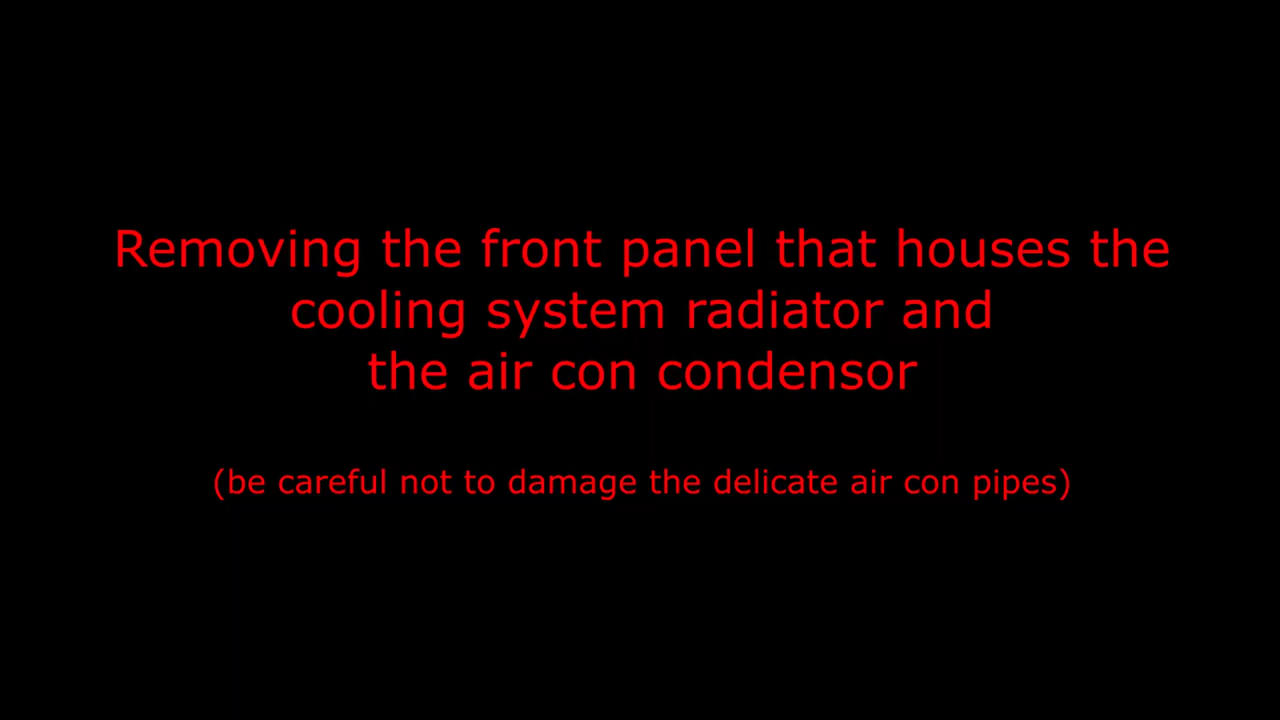 Removing the front panel that houses the
cooling system radiator and
the air con condensor
(be careful not to damage the delicate air con pipes)